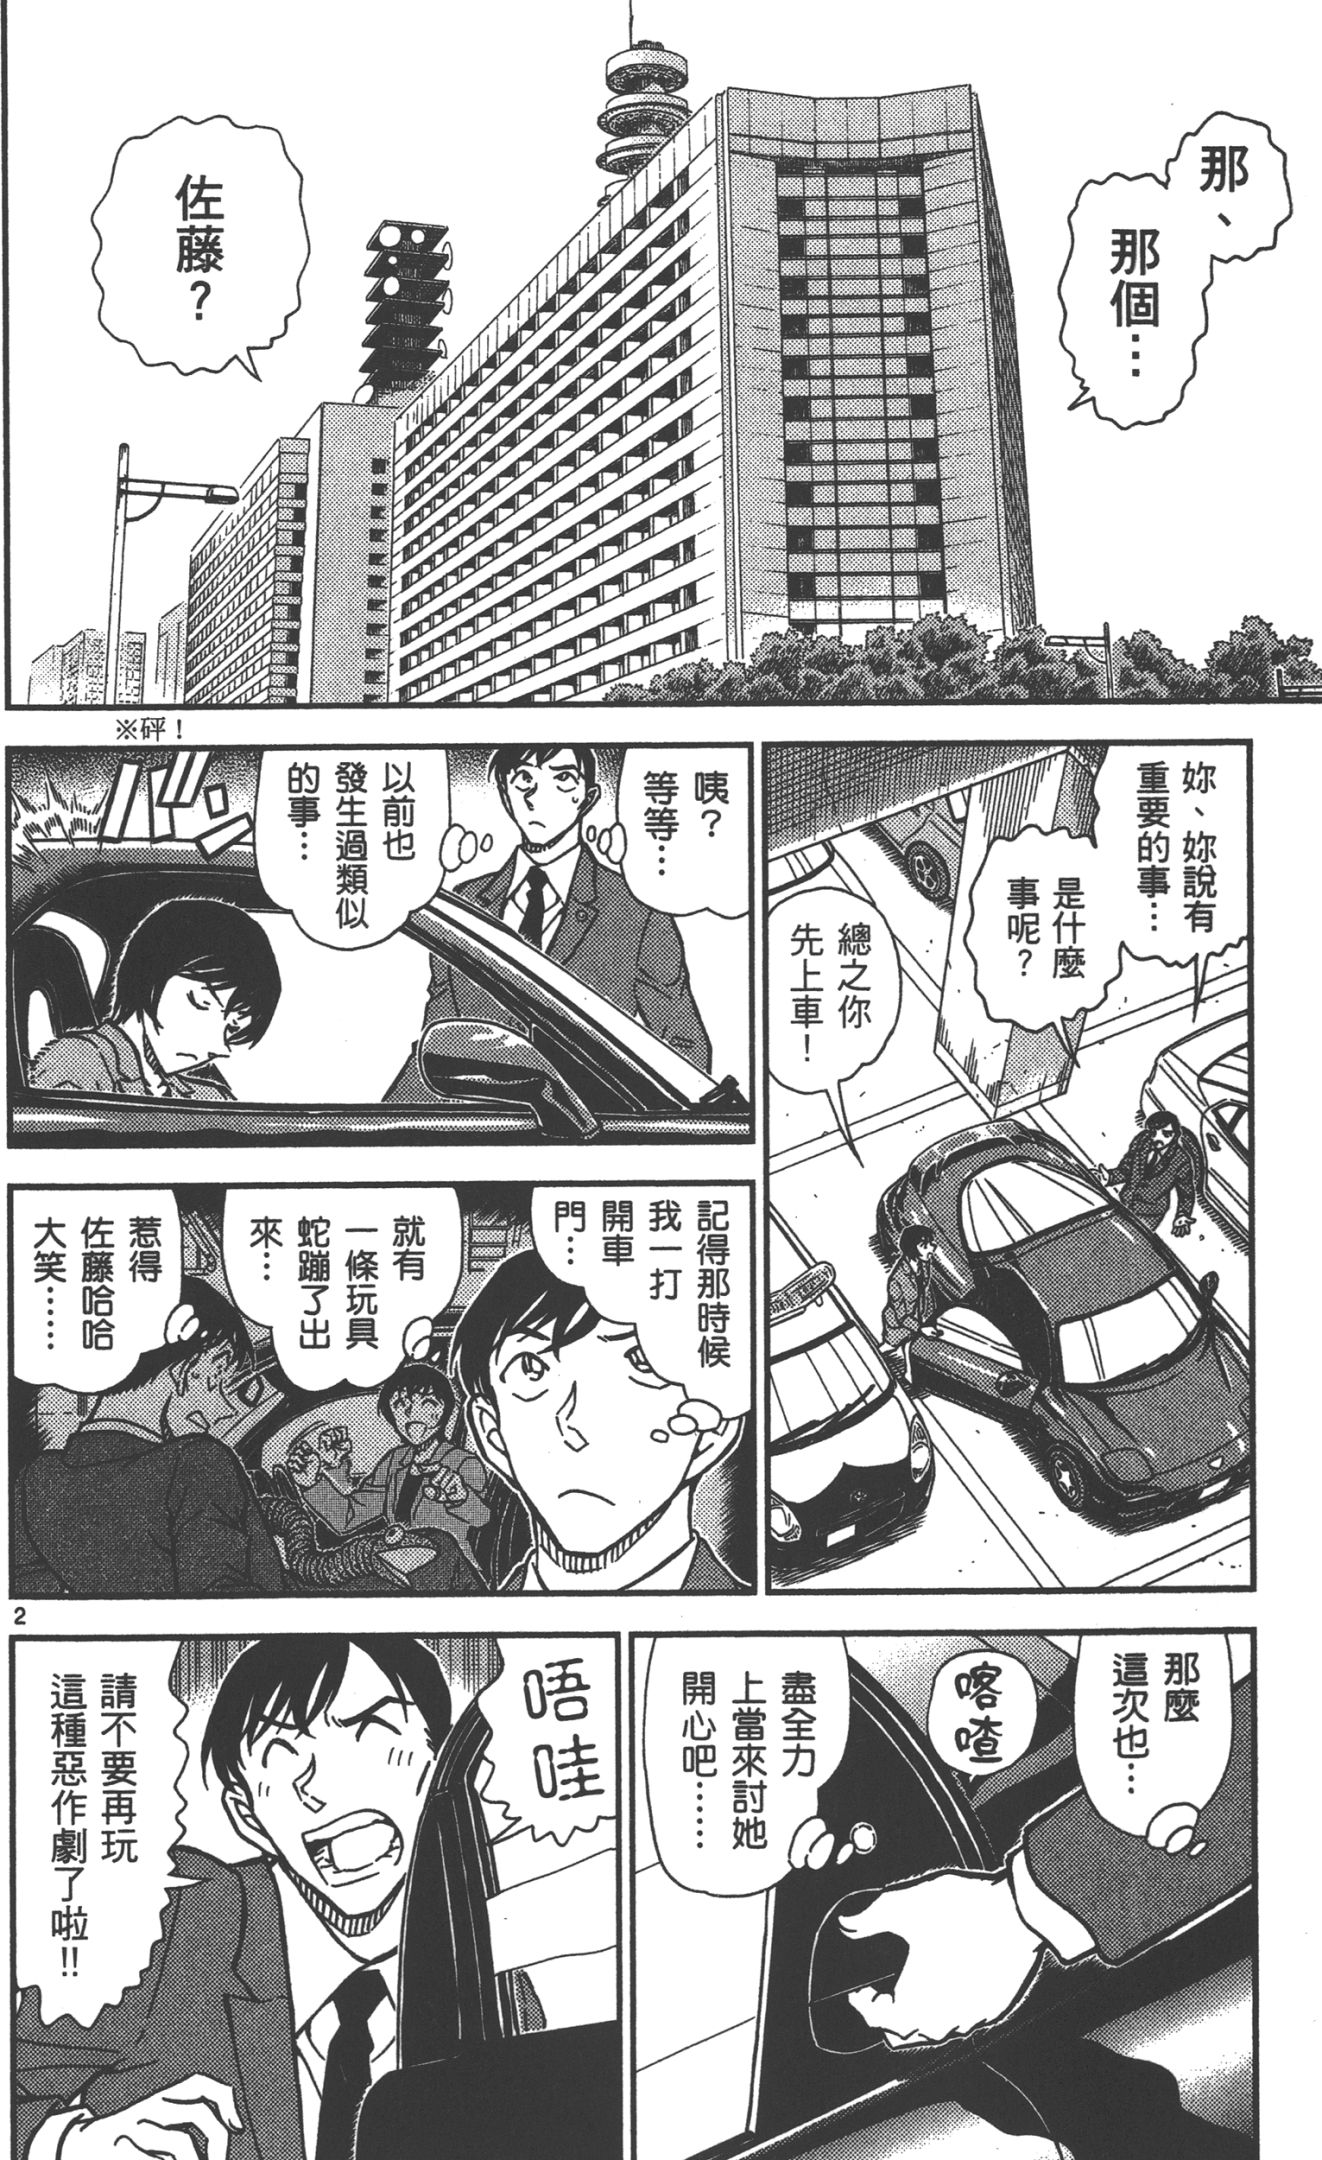 那、
那個…
佐藤？
妳、妳說有
重要的事…
是什麼
事呢？
總之你
先上車！
※砰！
咦？
等等…
以前也
發生過類似
的事…
バン
記得那時候
我一打
開車
門…
就有
一條玩具
蛇蹦了出
來…
惹得
佐藤哈哈
大笑……
2
那麼
這次也…
喀
喳
盡全力
上當來討她
開心吧……
唔
哇
請不要再玩
這種惡作劇了啦!!